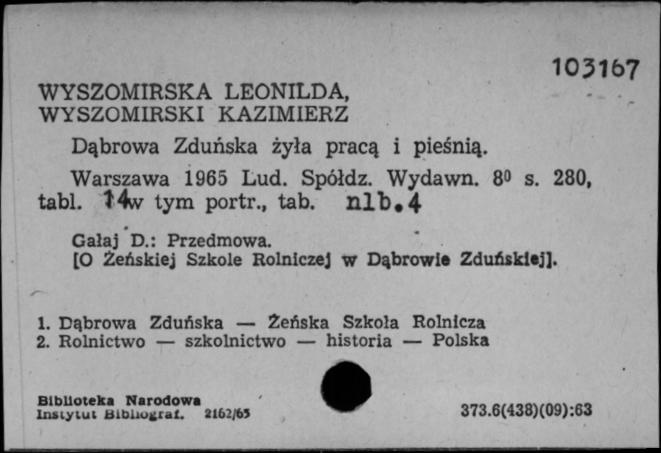 103167
WYSZOMIRSKA LEONILDA,
WYSZOMIRSKI KAZIMIERZ
Dąbrowa Zduńska żyła pracą i pieśnią.
Warszawa 1965 Lud. Spółdz. Wydawn. 8⁰ s. 280,
tabl. 14w tym portr., tab. nlb.4
Gałaj D.: Przedmowa.
[O Żeńskiej Szkole Rolniczej w Dąbrowie Zduńskiej].
1. Dąbrowa Zduńska — Żeńska Szkoła Rolnicza
2. Rolnictwo — szkolnictwo — historia — Polska
Biblioteka Narodowa
Instytut Bibliograf. 2162/65
373.6(438)(09):63